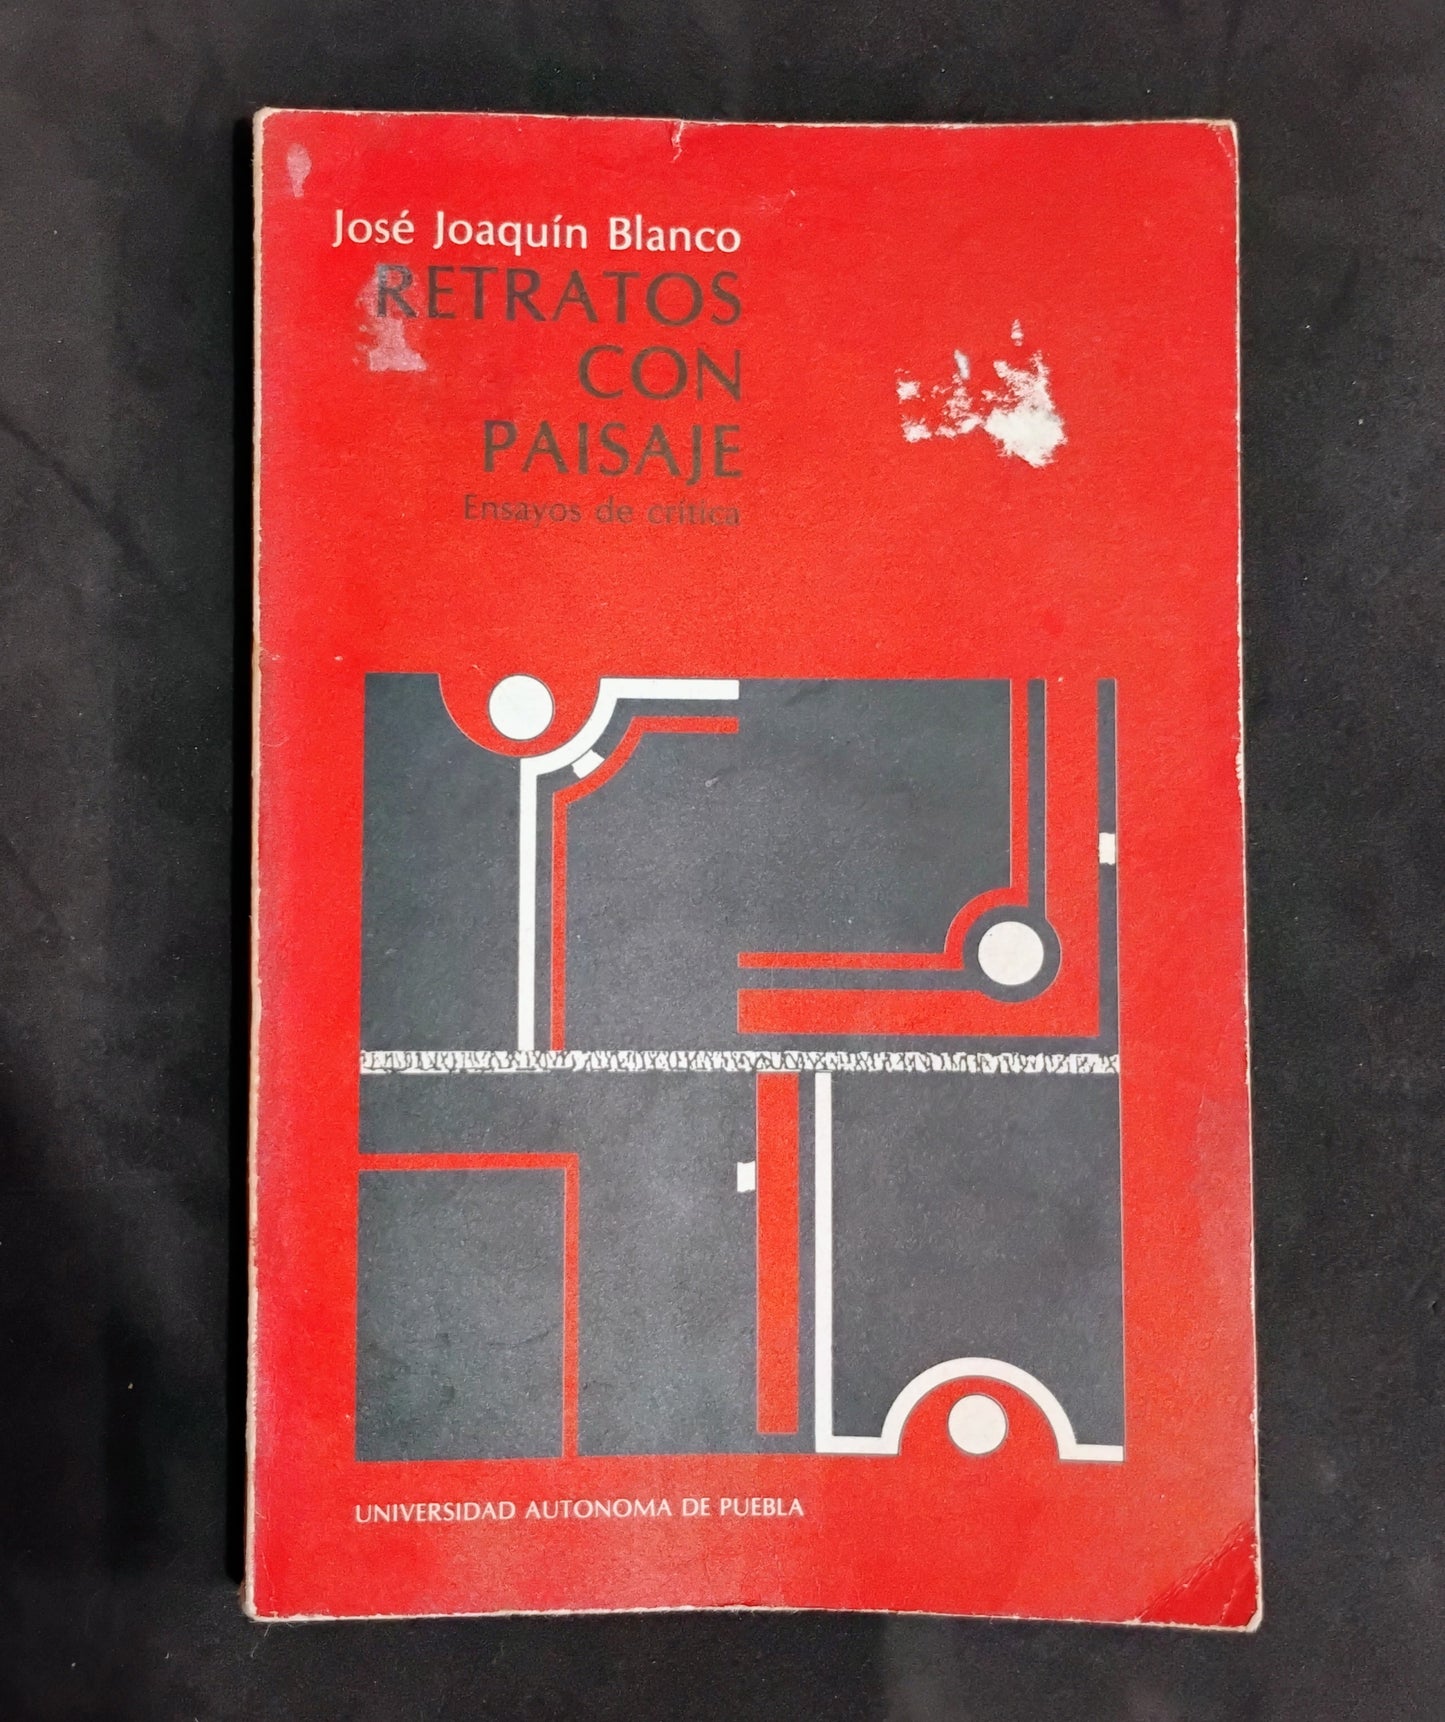 José Joaquín Blanco
RETRATOS
CON
PAISAJE
Ensayos de crítica
UNIVERSIDAD AUTONOMA DE PUEBLA